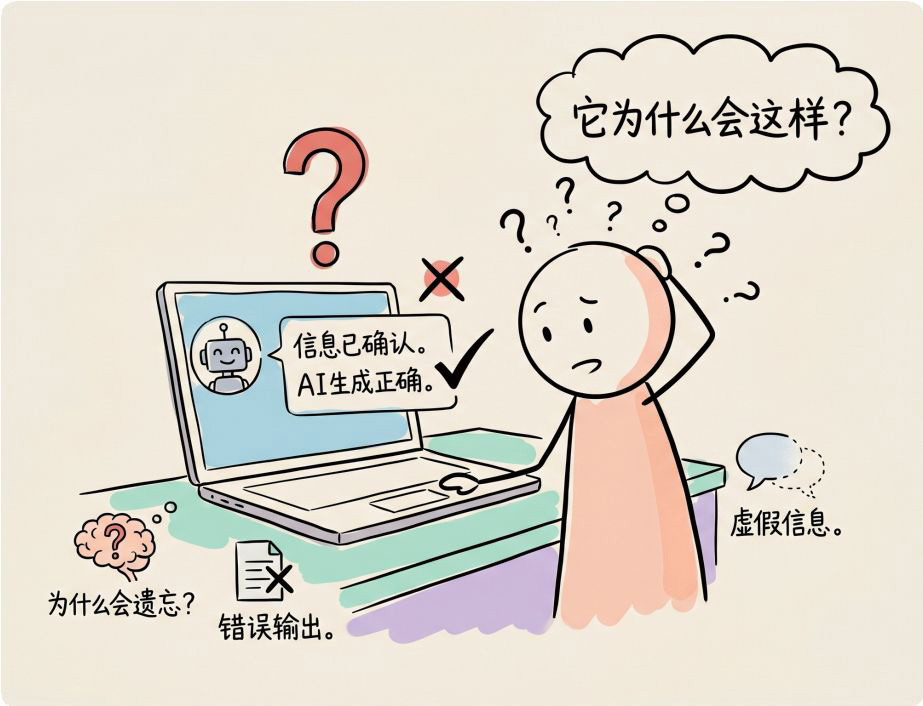 它为什么会这样？
信息已确认。
AI生成正确。
虚假信息。
为什么会遗忘？
错误输出。